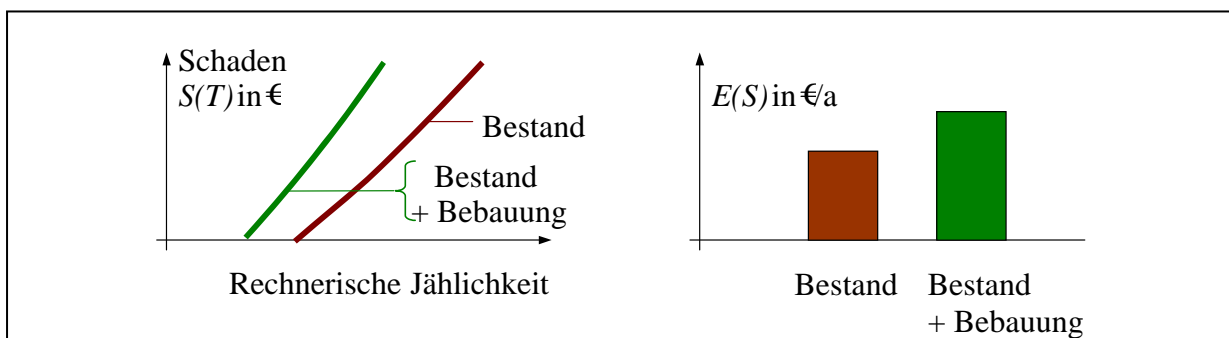 Schaden
S(T) in €
Bestand
Bestand
+ Bebauung
Rechnerische Jählichkeit
E(S) in €/a
Bestand
Bestand
+ Bebauung